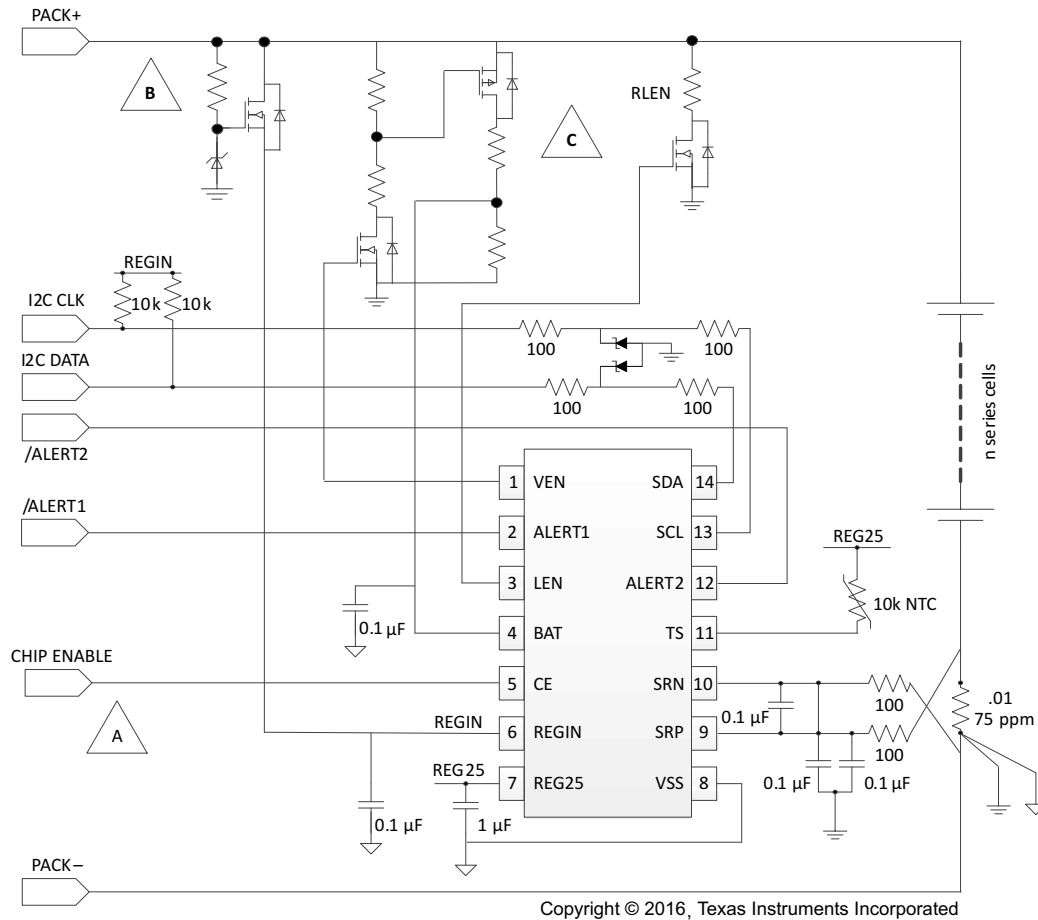 PACK+
B
C
RLEN
REGIN
10k
10k
I2C CLK
100
100
I2C DATA
100
100
/ALERT2
/ALERT1
n series cells
1 VEN
SDA 14
2 ALERT1
SCL 13
3 LEN
ALERT2 12
4 BAT
TS 11
5 CE
SRN 10
6 REGIN
SRP 9
7 REG25
VSS 8
REG25
10k NTC
0.1 µF
CHIP ENABLE
A
REGIN
REG25
0.1 µF
1 µF
0.1 µF
100
100
.01
75 ppm
0.1 µF
0.1 µF
PACK–
Copyright © 2016, Texas Instruments Incorporated